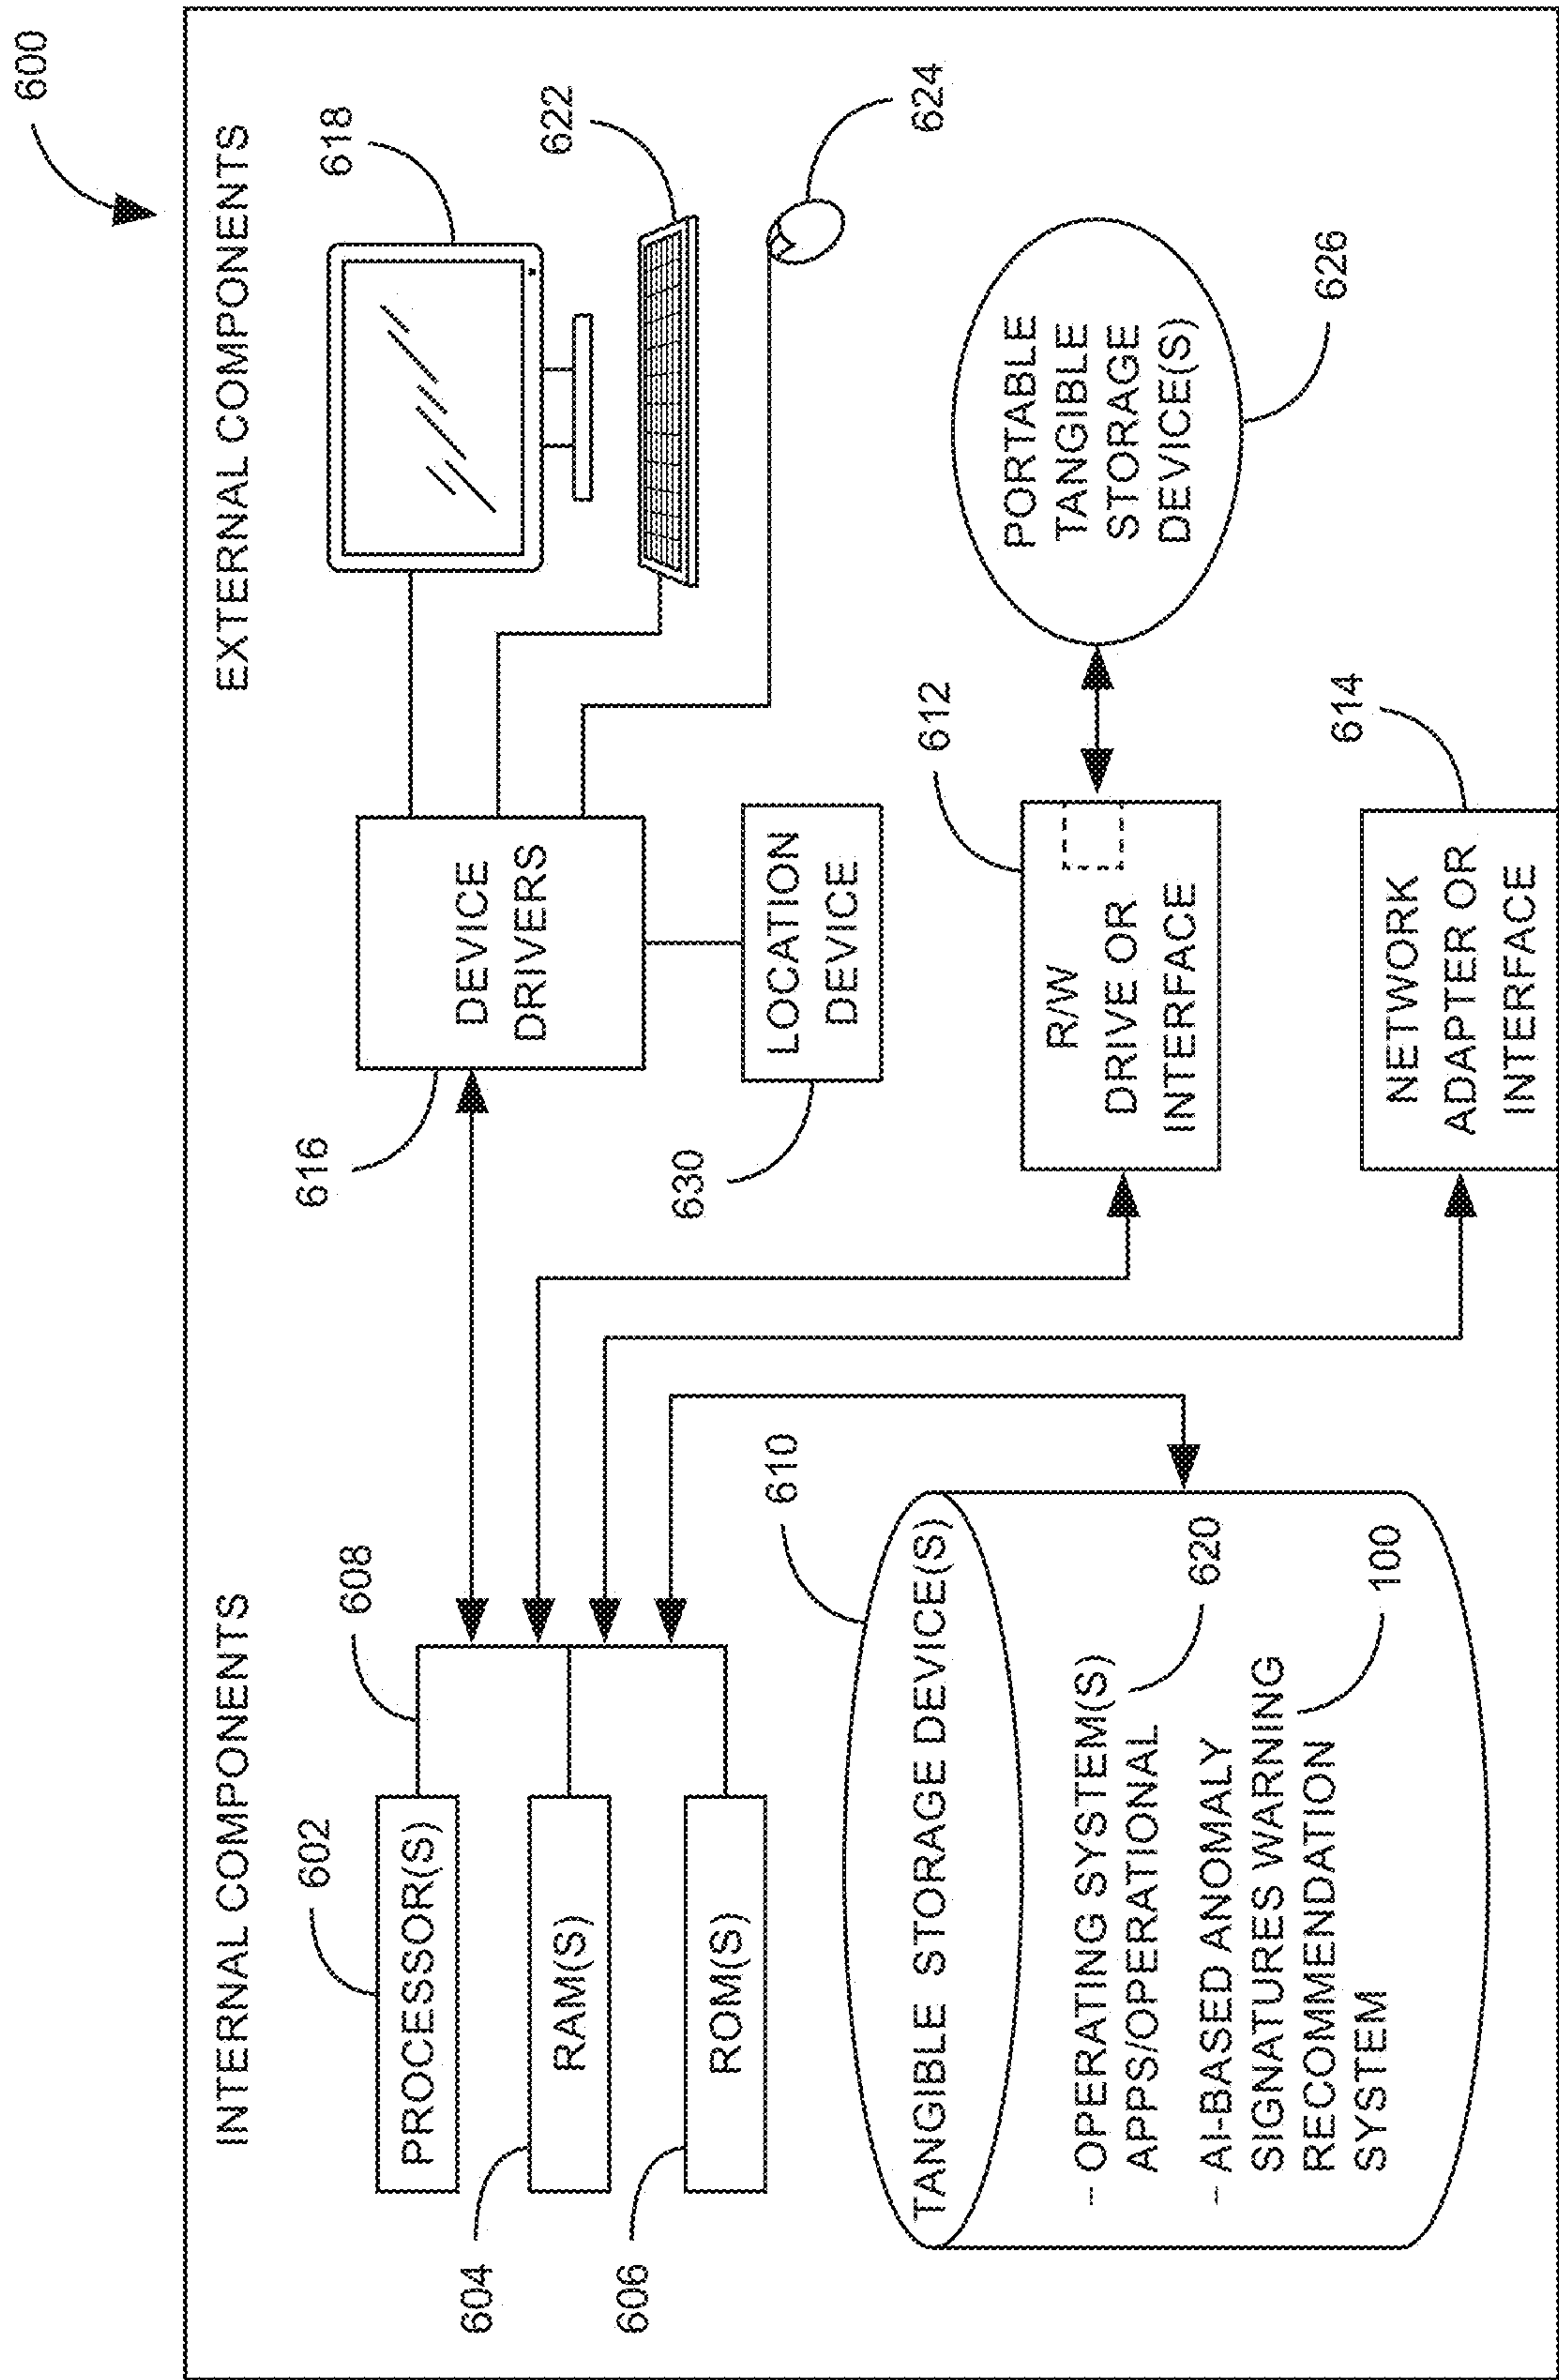 600
INTERNAL COMPONENTS
EXTERNAL COMPONENTS
602
PROCESSOR(S)
604
RAM(S)
606
ROM(S)
608
616
DEVICE
DRIVERS
618
622
624
630
LOCATION
DEVICE
610
TANGIBLE STORAGE DEVICE(S)
– OPERATING SYSTEM(S)
APPS/OPERATIONAL
620
– AI-BASED ANOMALY
SIGNATURES WARNING
RECOMMENDATION
SYSTEM
100
612
R/W
DRIVE OR
INTERFACE
PORTABLE
TANGIBLE
STORAGE
DEVICE(S)
626
614
NETWORK
ADAPTER OR
INTERFACE